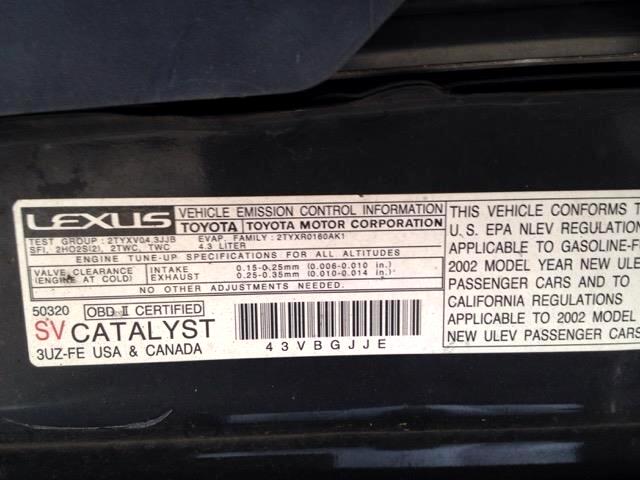 LEXUS VEHICLE EMISSION CONTROL INFORMATION
TOYOTA TOYOTA MOTOR CORPORATION
TEST GROUP : 2TYXV04.3JJB EVAP. FAMILY : 2TYXR0160AK1
SFI, 2HO2S(2), 2TWC, TWC 4.3 LITER
ENGINE TUNE-UP SPECIFICATIONS FOR ALL ALTITUDES
VALVE CLEARANCE INTAKE 0.15-0.25mm (0.006-0.010 in.)
(ENGINE AT COLD) EXHAUST 0.25-0.35mm (0.010-0.014 in.)
NO OTHER ADJUSTMENTS NEEDED.
50320 OBD II CERTIFIED
SV CATALYST
3UZ-FE USA & CANADA
43VBGJJE
THIS VEHICLE CONFORMS
U.S. EPA NLEV REGULATION
APPLICABLE TO GASOLINE-F
2002 MODEL YEAR NEW ULE
PASSENGER CARS AND TO
CALIFORNIA REGULATIONS
APPLICABLE TO 2002 MODEL
NEW ULEV PASSENGER CARS